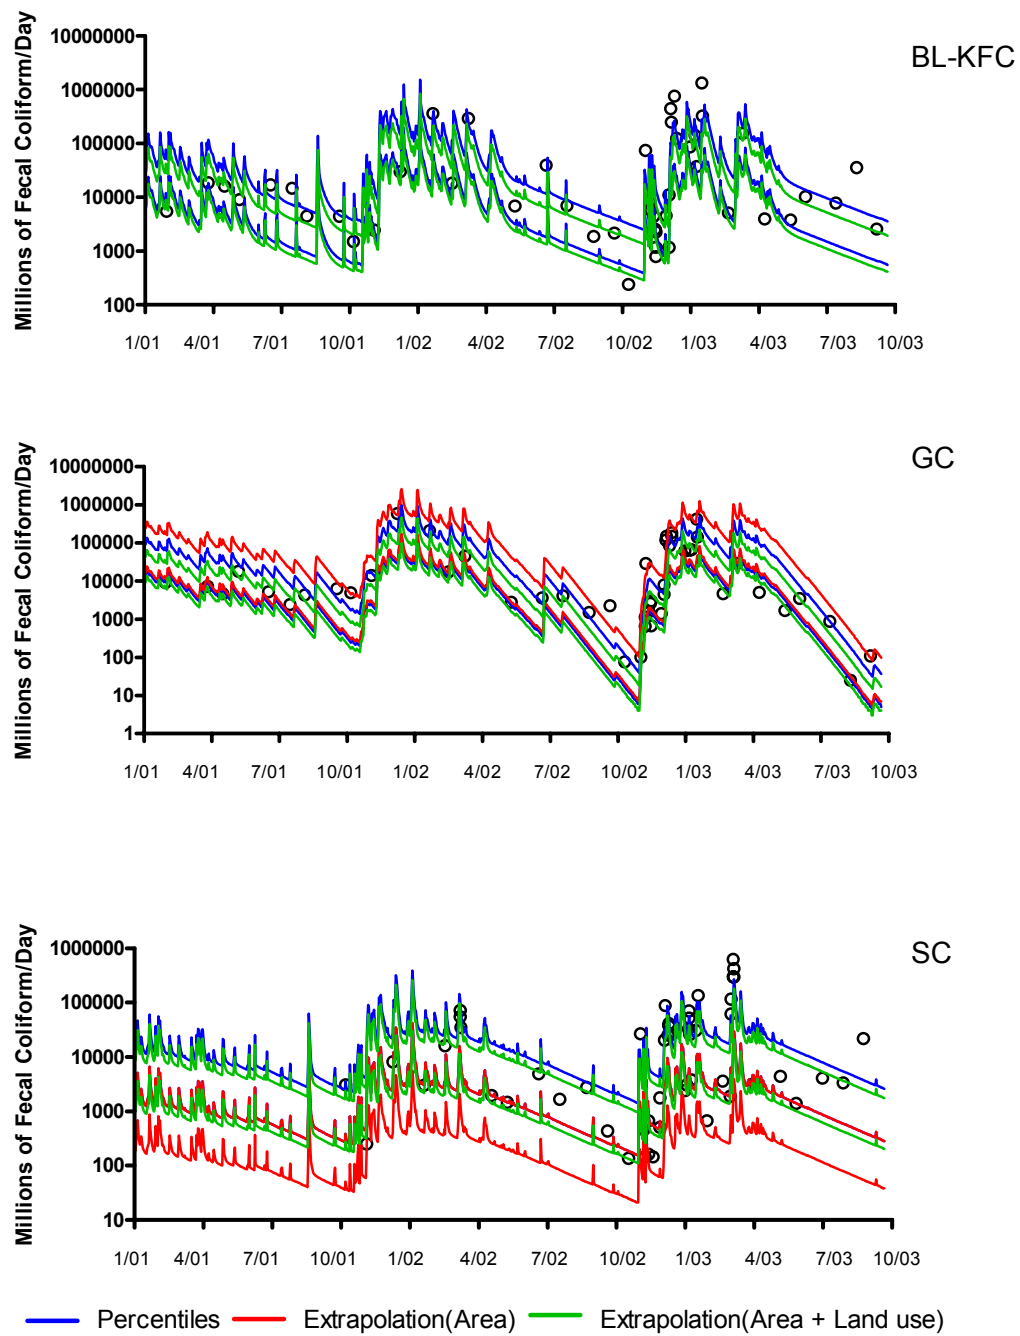 BL-KFC
Millions of Fecal Coliform/Day
10000000
1000000
100000
10000
1000
100
1/01 4/01 7/01 10/01 1/02 4/02 7/02 10/02 1/03 4/03 7/03 10/03
GC
Millions of Fecal Coliform/Day
10000000
1000000
100000
10000
1000
100
10
1
1/01 4/01 7/01 10/01 1/02 4/02 7/02 10/02 1/03 4/03 7/03 10/03
SC
Millions of Fecal Coliform/Day
1000000
100000
10000
1000
100
10
1/01 4/01 7/01 10/01 1/02 4/02 7/02 10/02 1/03 4/03 7/03 10/03
Percentiles Extrapolation(Area) Extrapolation(Area + Land use)